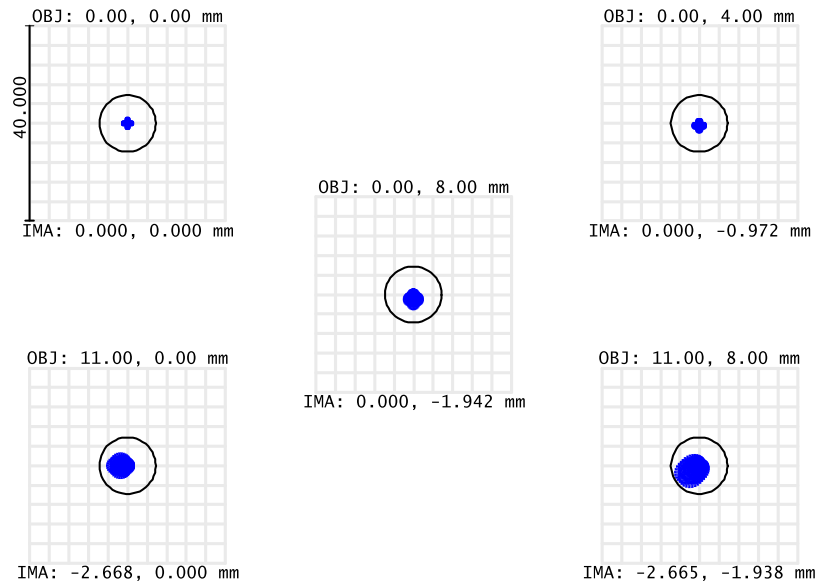 OBJ: 0.00, 0.00 mm
40.000
IMA: 0.000, 0.000 mm
OBJ: 0.00, 4.00 mm
IMA: 0.000, -0.972 mm
OBJ: 0.00, 8.00 mm
IMA: 0.000, -1.942 mm
OBJ: 11.00, 0.00 mm
IMA: -2.668, 0.000 mm
OBJ: 11.00, 8.00 mm
IMA: -2.665, -1.938 mm